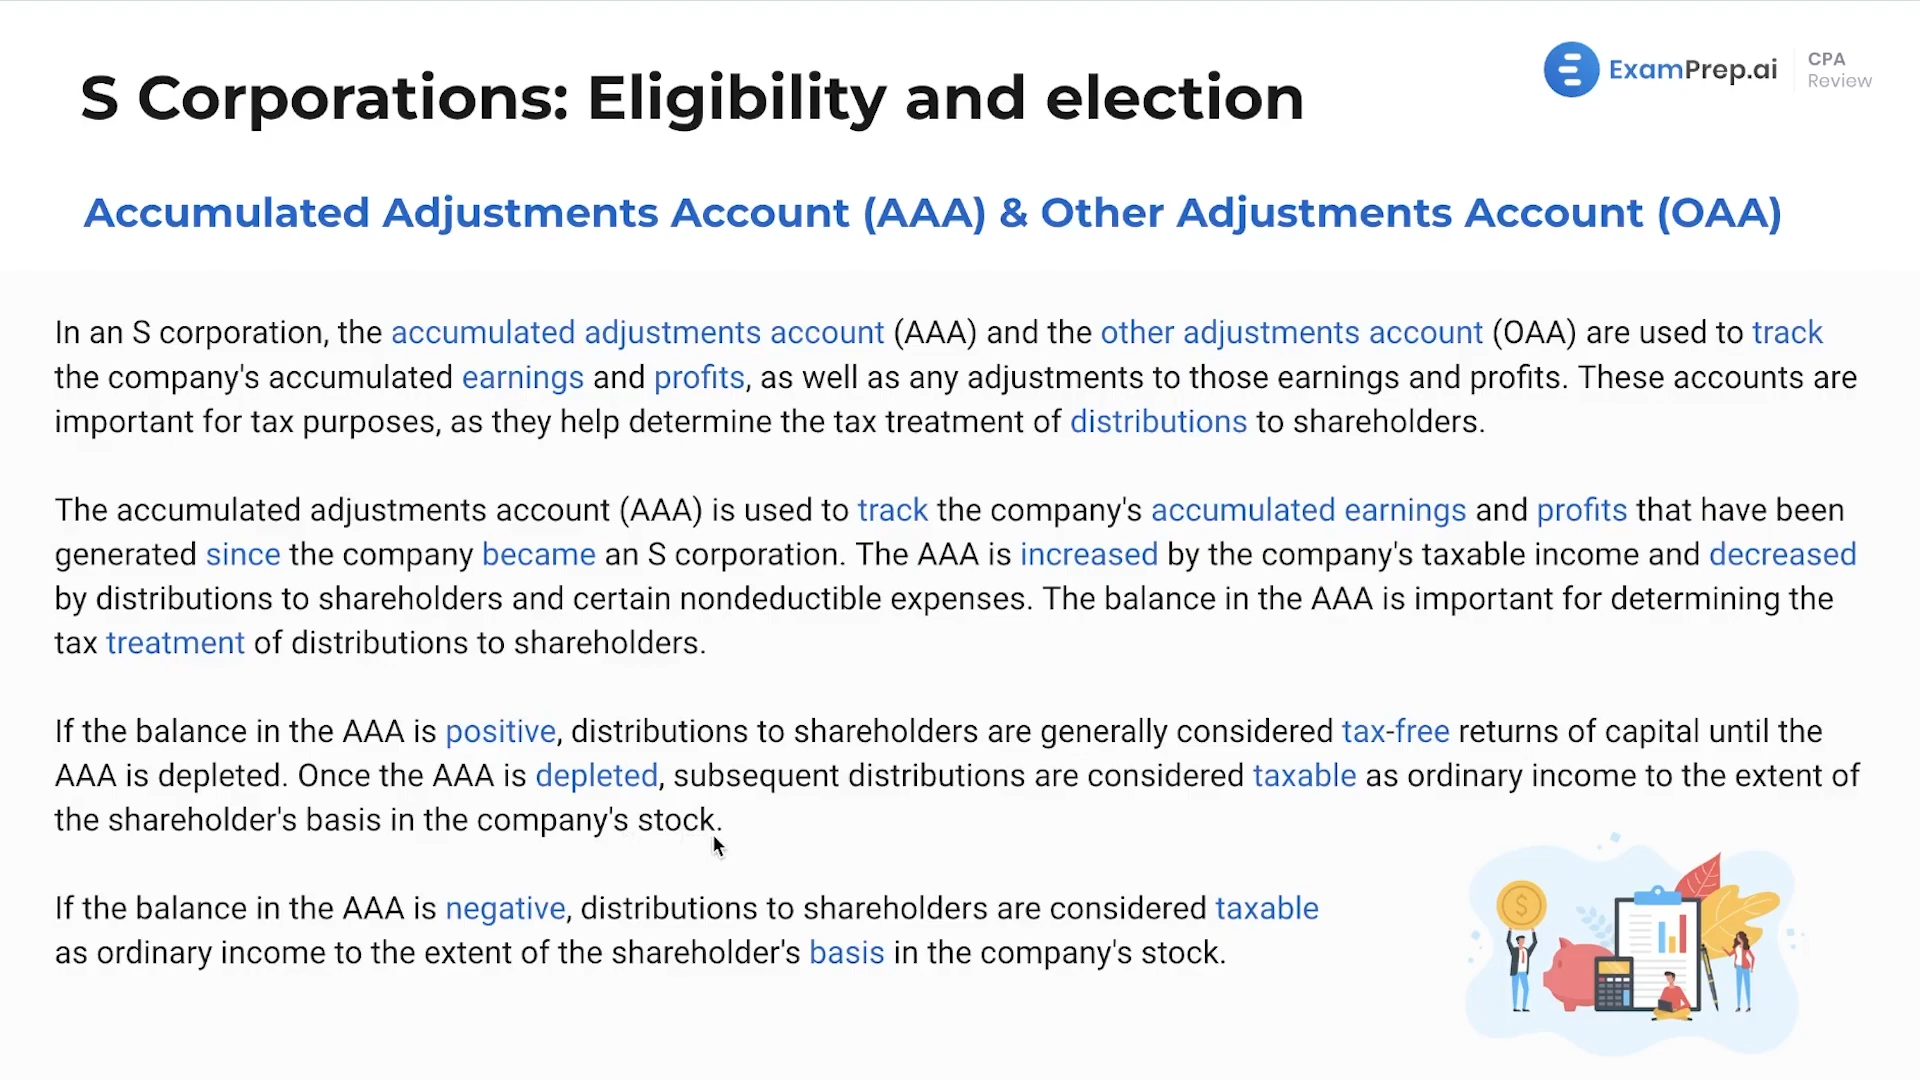 S Corporations: Eligibility and election
ExamPrep.ai
CPA
Review
Accumulated Adjustments Account (AAA) & Other Adjustments Account (OAA)
In an S corporation, the accumulated adjustments account (AAA) and the other adjustments account (OAA) are used to track
the company's accumulated earnings and profits, as well as any adjustments to those earnings and profits. These accounts are
important for tax purposes, as they help determine the tax treatment of distributions to shareholders.
The accumulated adjustments account (AAA) is used to track the company's accumulated earnings and profits that have been
generated since the company became an S corporation. The AAA is increased by the company's taxable income and decreased
by distributions to shareholders and certain nondeductible expenses. The balance in the AAA is important for determining the
tax treatment of distributions to shareholders.
If the balance in the AAA is positive, distributions to shareholders are generally considered tax-free returns of capital until the
AAA is depleted. Once the AAA is depleted, subsequent distributions are considered taxable as ordinary income to the extent of
the shareholder's basis in the company's stock.
If the balance in the AAA is negative, distributions to shareholders are considered taxable
as ordinary income to the extent of the shareholder's basis in the company's stock.
$